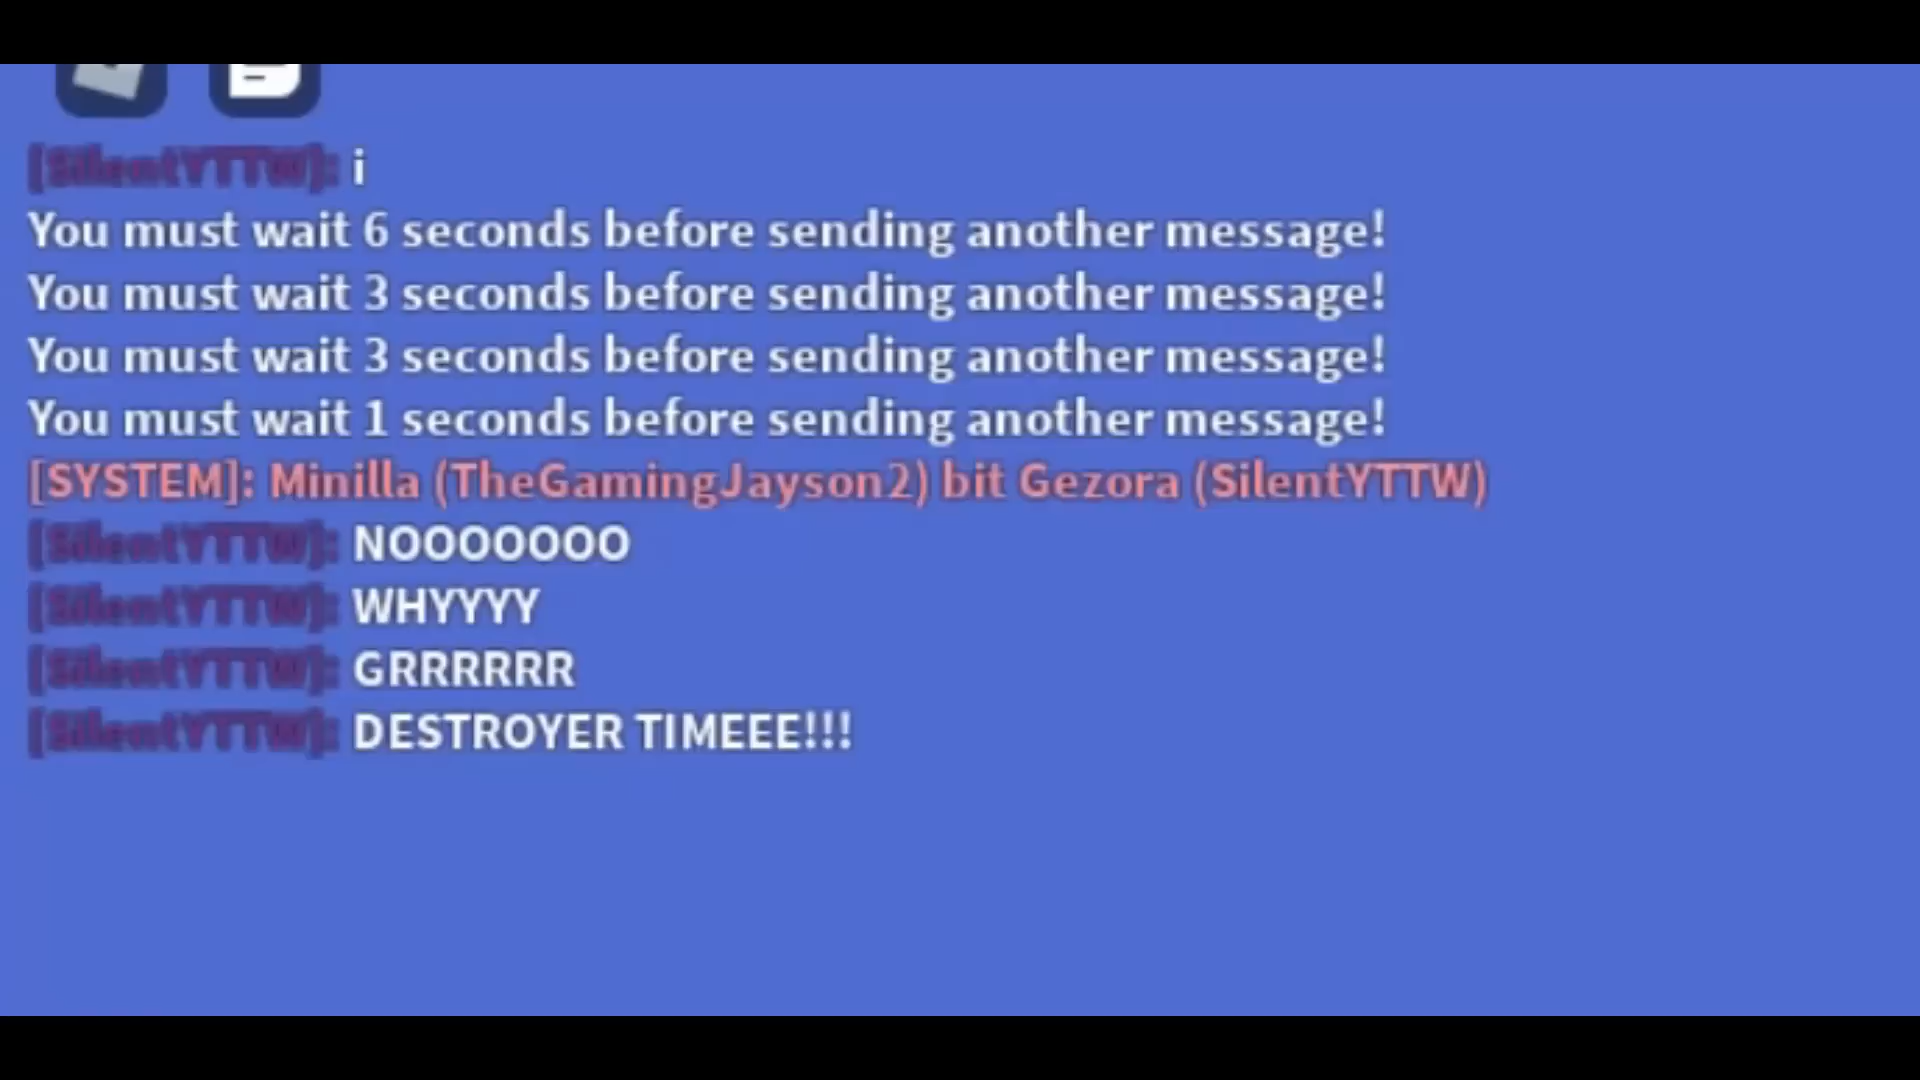 [SilentYTTW]: i
You must wait 6 seconds before sending another message!
You must wait 3 seconds before sending another message!
You must wait 3 seconds before sending another message!
You must wait 1 seconds before sending another message!
[SYSTEM]: Minilla (TheGamingJayson2) bit Gezora (SilentYTTW)
[SilentYTTW]: NOOOOOOO
[SilentYTTW]: WHYYYY
[SilentYTTW]: GRRRRRR
[SilentYTTW]: DESTROYER TIMEEE!!!